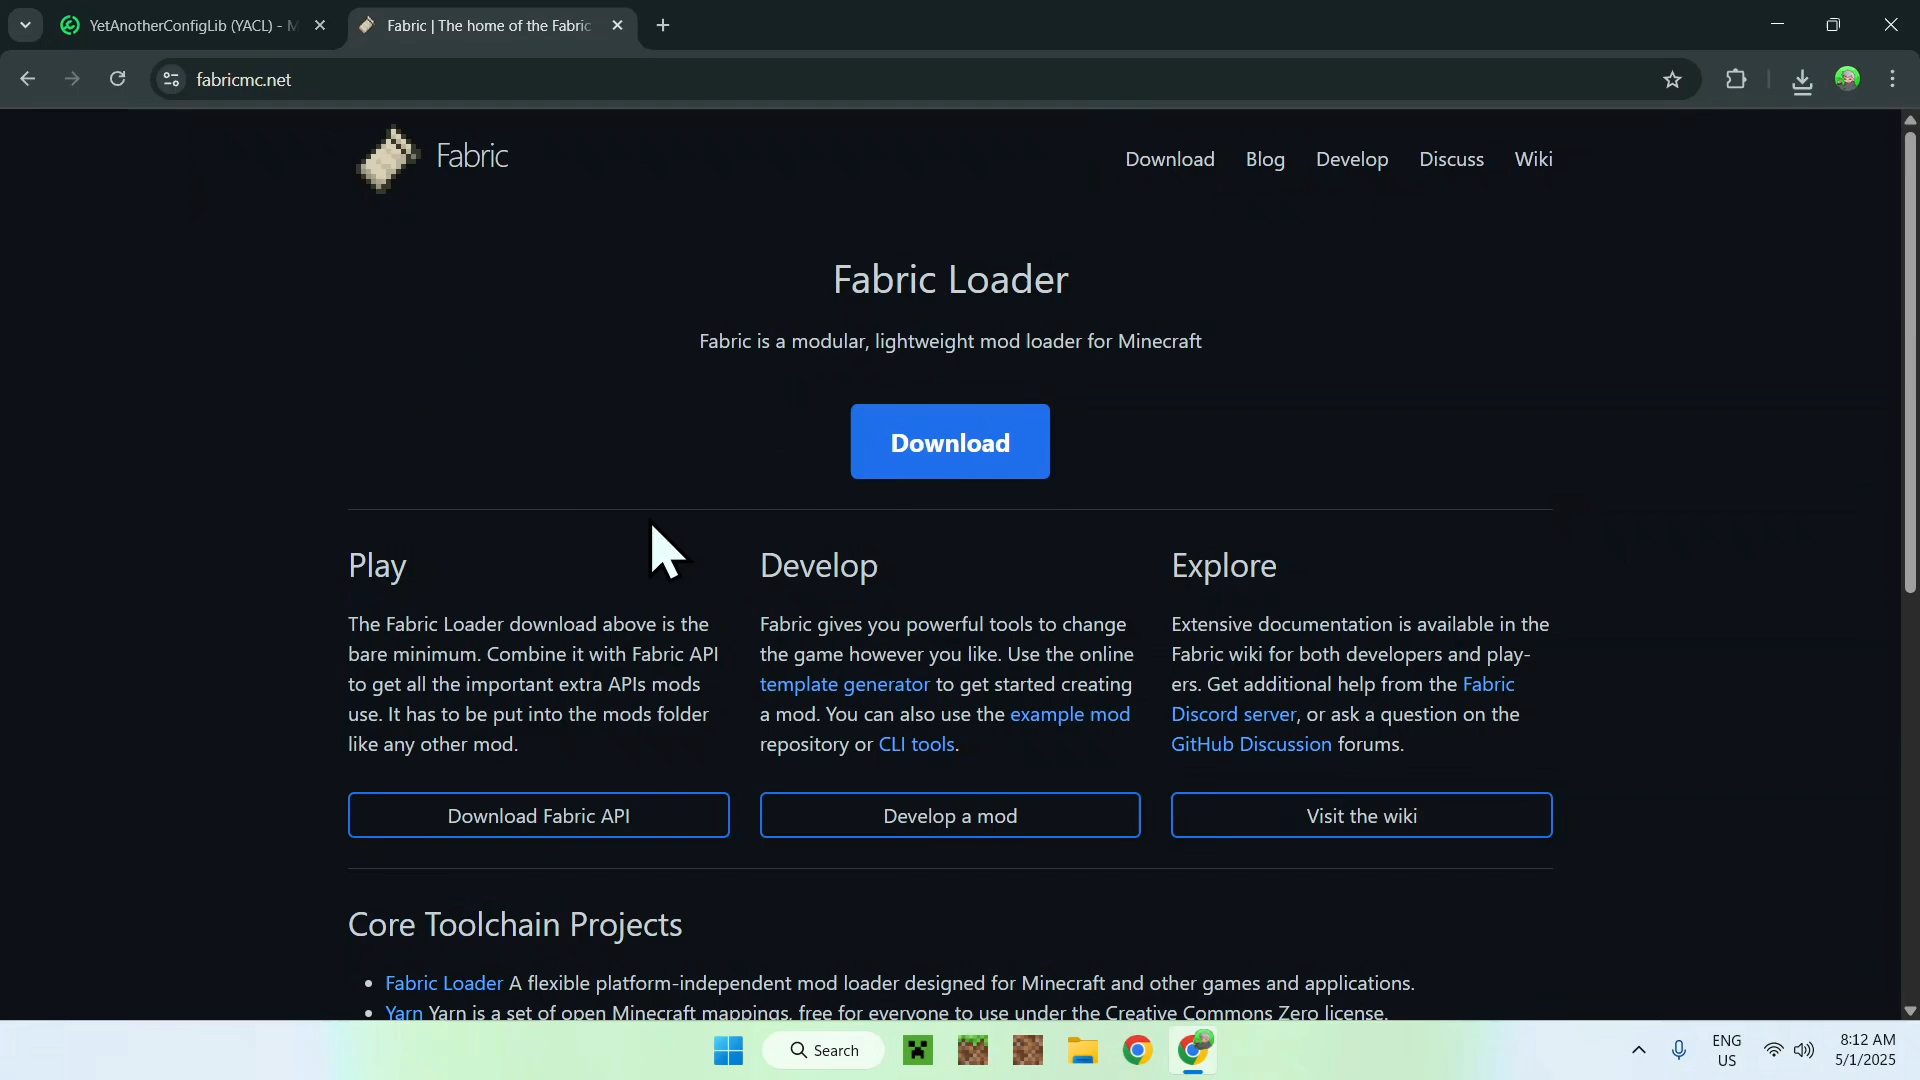 YetAnotherConfigLib (YACL) - M
Fabric | The home of the Fabric
fabricmc.net
Fabric
Download
Blog
Develop
Discuss
Wiki
Fabric Loader
Fabric is a modular, lightweight mod loader for Minecraft
Download
Play
The Fabric Loader download above is the
bare minimum. Combine it with Fabric API
to get all the important extra APIs mods
use. It has to be put into the mods folder
like any other mod.
Download Fabric API
Develop
Fabric gives you powerful tools to change
the game however you like. Use the online
template generator to get started creating
a mod. You can also use the example mod
repository or CLI tools.
Develop a mod
Explore
Extensive documentation is available in the
Fabric wiki for both developers and play-
ers. Get additional help from the Fabric
Discord server, or ask a question on the
GitHub Discussion forums.
Visit the wiki
Core Toolchain Projects
• Fabric Loader A flexible platform-independent mod loader designed for Minecraft and other games and applications.
• Yarn Yarn is a set of open Minecraft mappings, free for everyone to use under the Creative Commons Zero license.
Search
ENG
US
8:12 AM
5/1/2025